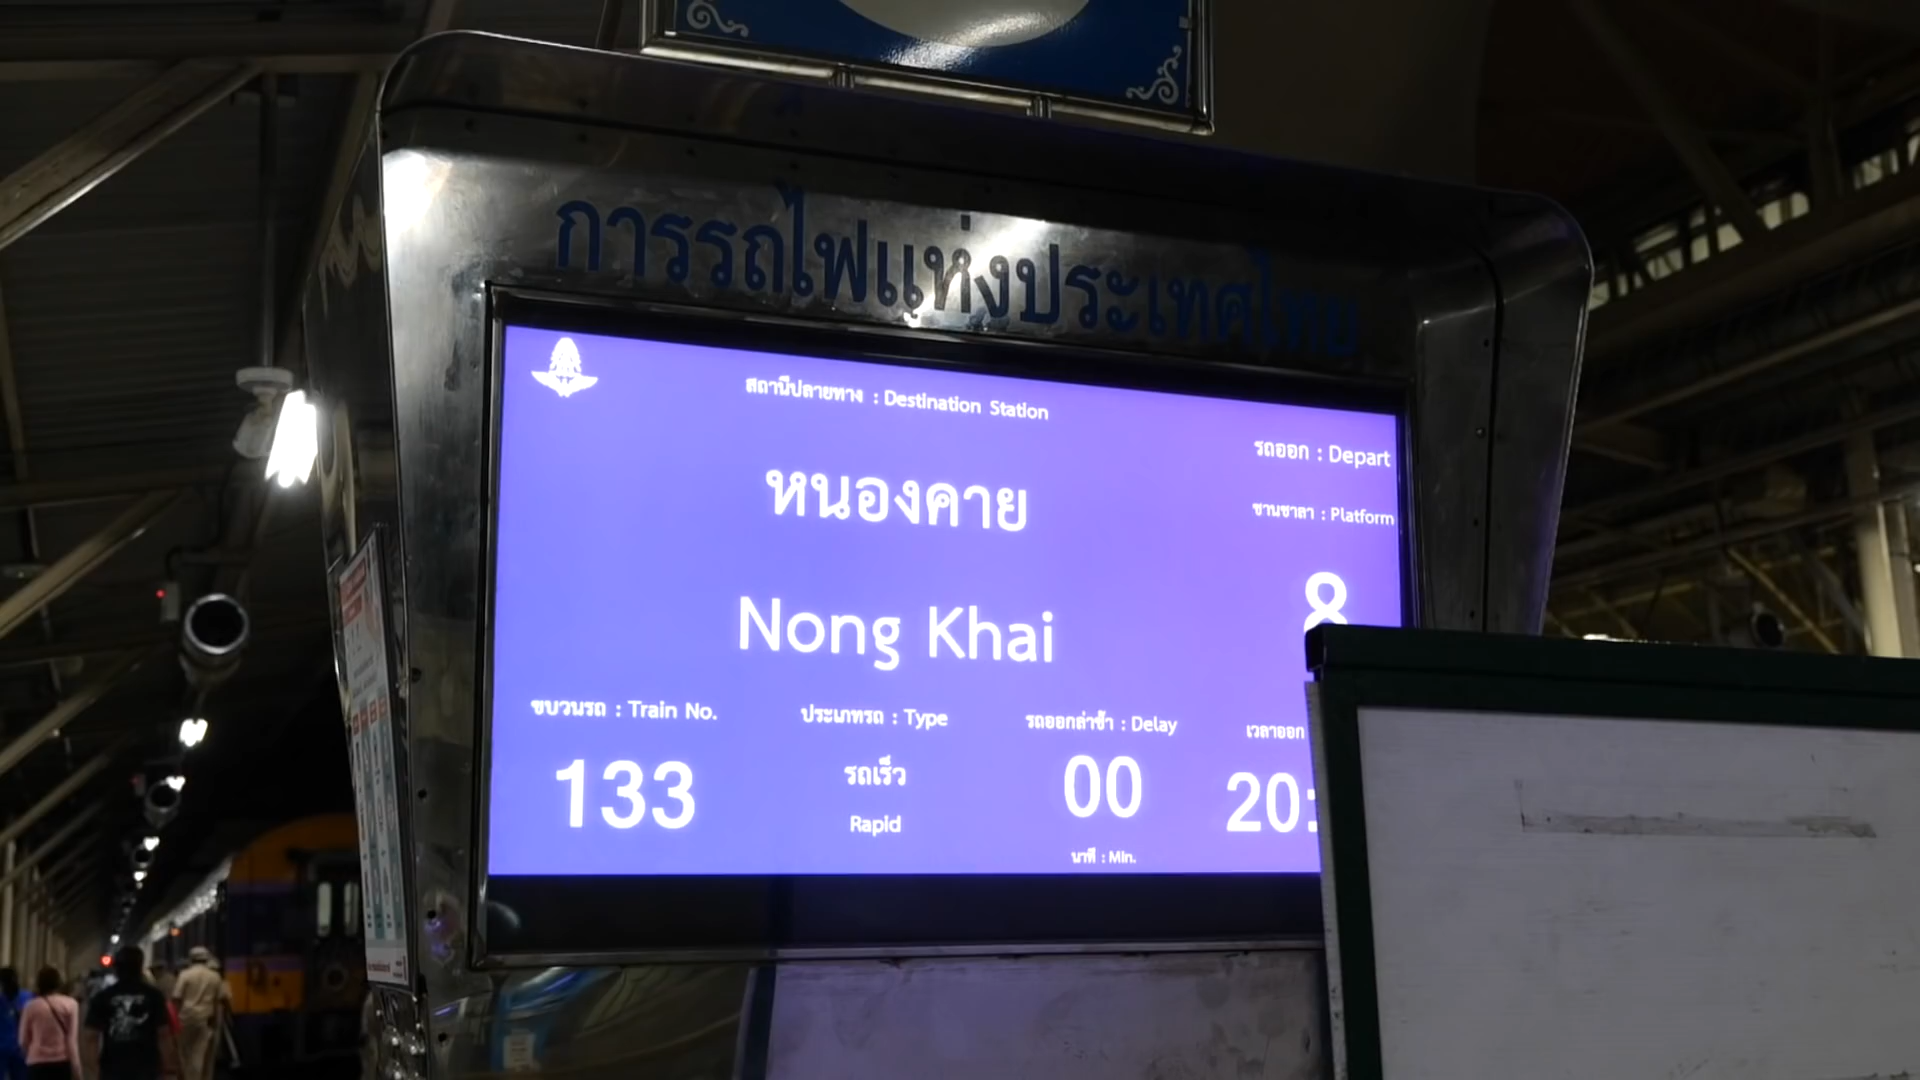 การรถไฟแห่งประเทศไทย
สถานีปลายทาง : Destination Station
รถออก : Depart
หนองคาย
ชานชาลา : Platform
8
Nong Khai
ขบวนรถ : Train No.
ประเภทรถ : Type
รถออกล่าช้า : Delay
เวลาออก
133
รถเร็ว
00
20:
Rapid
นาที : Min.